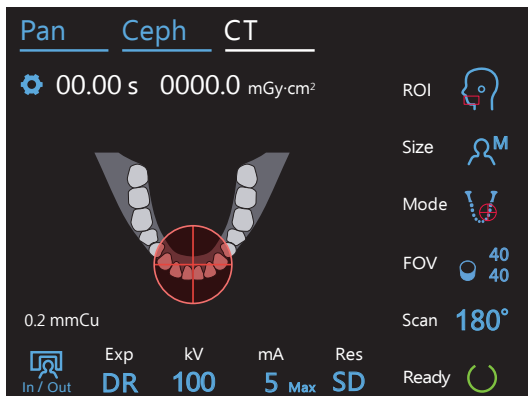 Pan Ceph CT
00.00 s 0000.0 mGy·cm²
ROI
Size M
Mode
FOV 40
40
0.2 mmCu
Scan 180°
Exp kV mA Res
In / Out DR 100 5 Max SD
Ready